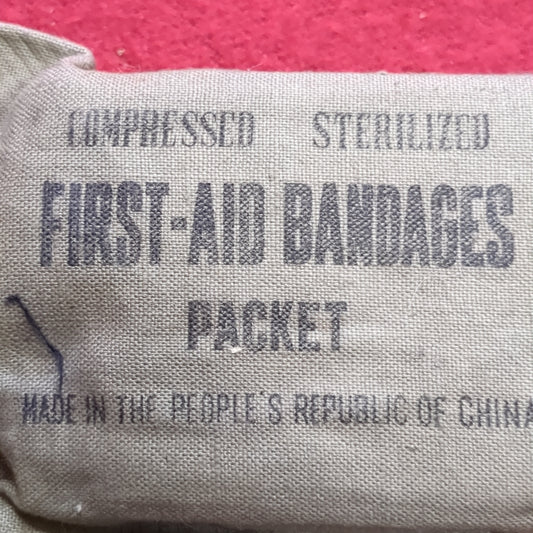 COMPRESSED STERILIZED
FIRST-AID BANDAGES
PACKET
MADE IN THE PEOPLE'S REPUBLIC OF CHINA